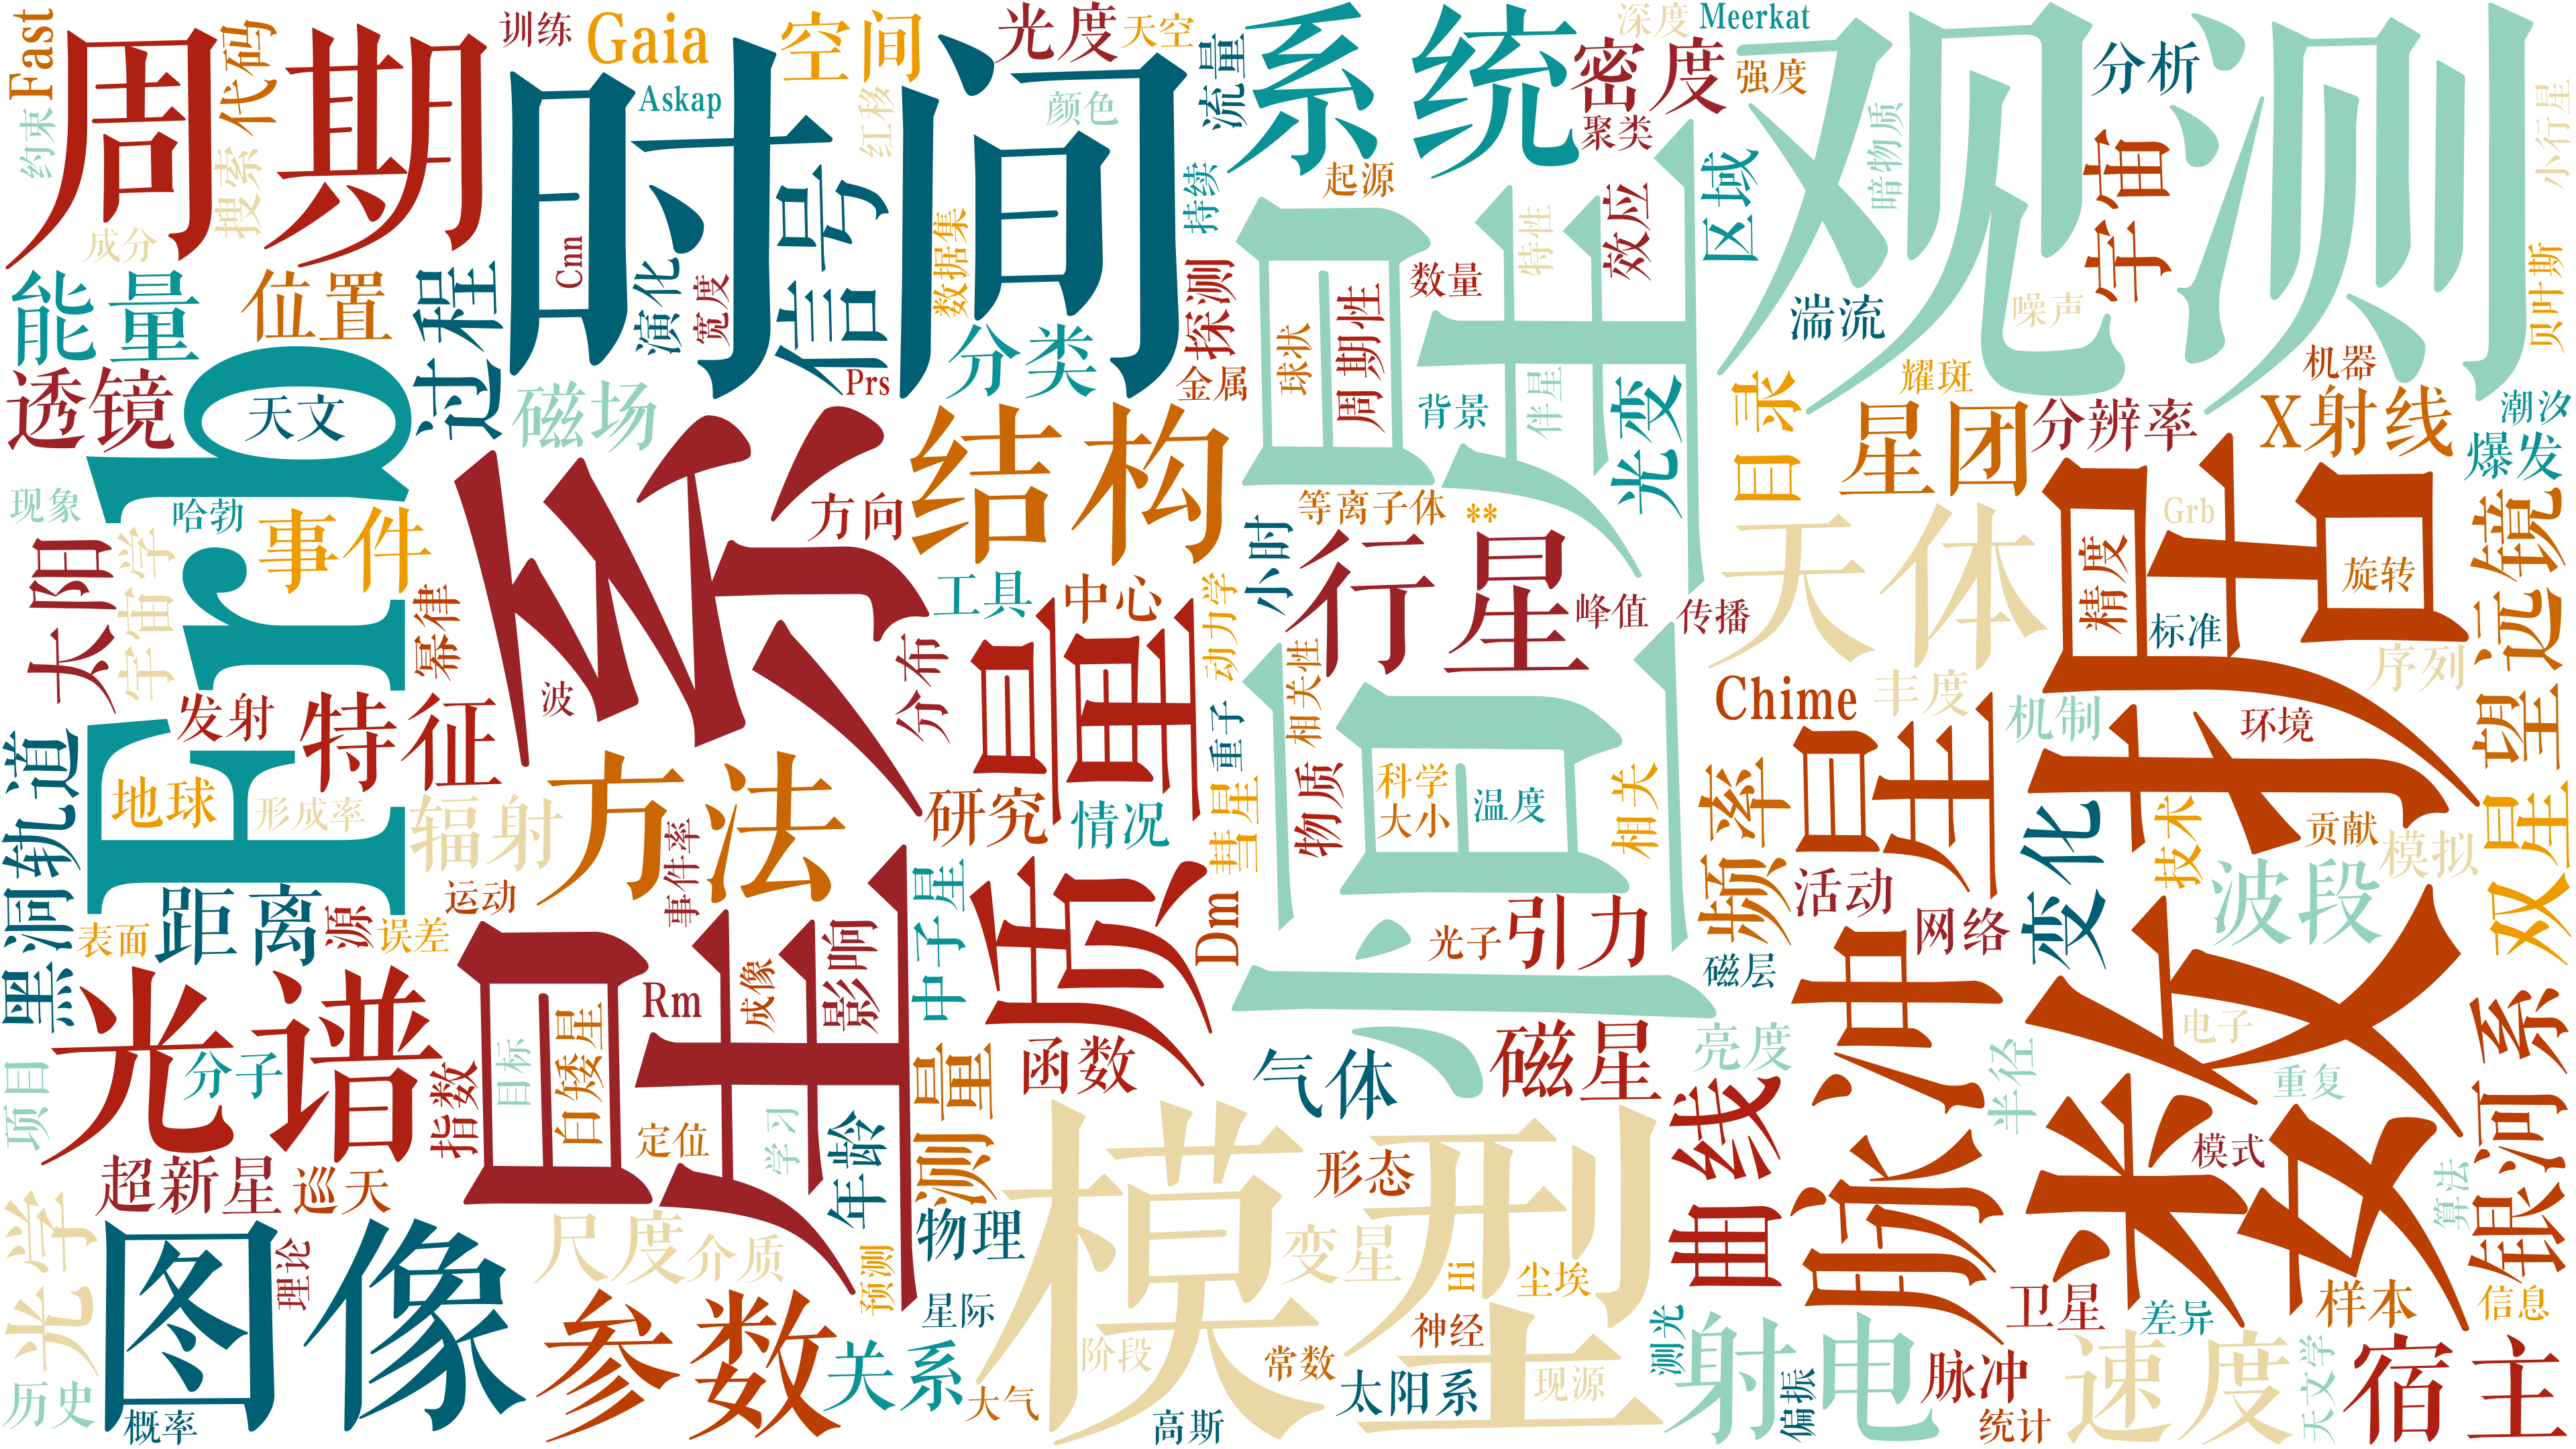 Fast
周期
代码
约束
搜索
成分
训练
Gaia
空间
光度
天空
Askap
时间
红移
颜色
信号
Cnn
演化
宽度
数据集
Prs
流量
系统
密度
深度
Meerkat
强度
聚类
起源
持续
探测
金属
观测
分析
暗物质
小行星
宇宙
区域
效应
特性
数量
周期性
球状
背景
伴星
光变
恒星
湍流
噪声
贝叶斯
能量
位置
过程
透镜
天文
磁场
分类
Frb
现象
哈勃
事件
宇宙学
太阳
幂律
星系
方向
结构
等离子体
**
小时
行星
峰值
传播
目录
耀斑
星团
分辨率
机器
X射线
潮汐
爆发
天体
Grb
数据
精度
旋转
标准
望远镜
工具
中心
质量
动力学
分布
波
发射
特征
轨道
地球
形成率
辐射
方法
研究
情况
重子
相关性
彗星
物质
科学
大小
温度
相关
Chime
丰度
机制
环境
序列
频率
星星
变化
技术
贡献
模拟
双星
黑洞
距离
表面
源
误差
运动
事件率
影响
中子星
Dm
光子
引力
活动
网络
磁层
波段
光谱
分子
项目
指数
目标
白矮星
Rm
成像
学习
定位
年龄
测量
函数
气体
磁星
亮度
脉冲星
半径
电子
重复
模式
银河系
算法
超新星
巡天
光学
图像
理论
历史
概率
尺度
介质
预测
物理
星际
参数
关系
大气
模型
形态
变星
Hi
尘埃
阶段
常数
神经
高斯
太阳系
现源
曲线
测光
射电
偏振
脉冲
统计
卫星
差异
速度
样本
信息
天文学
宿主